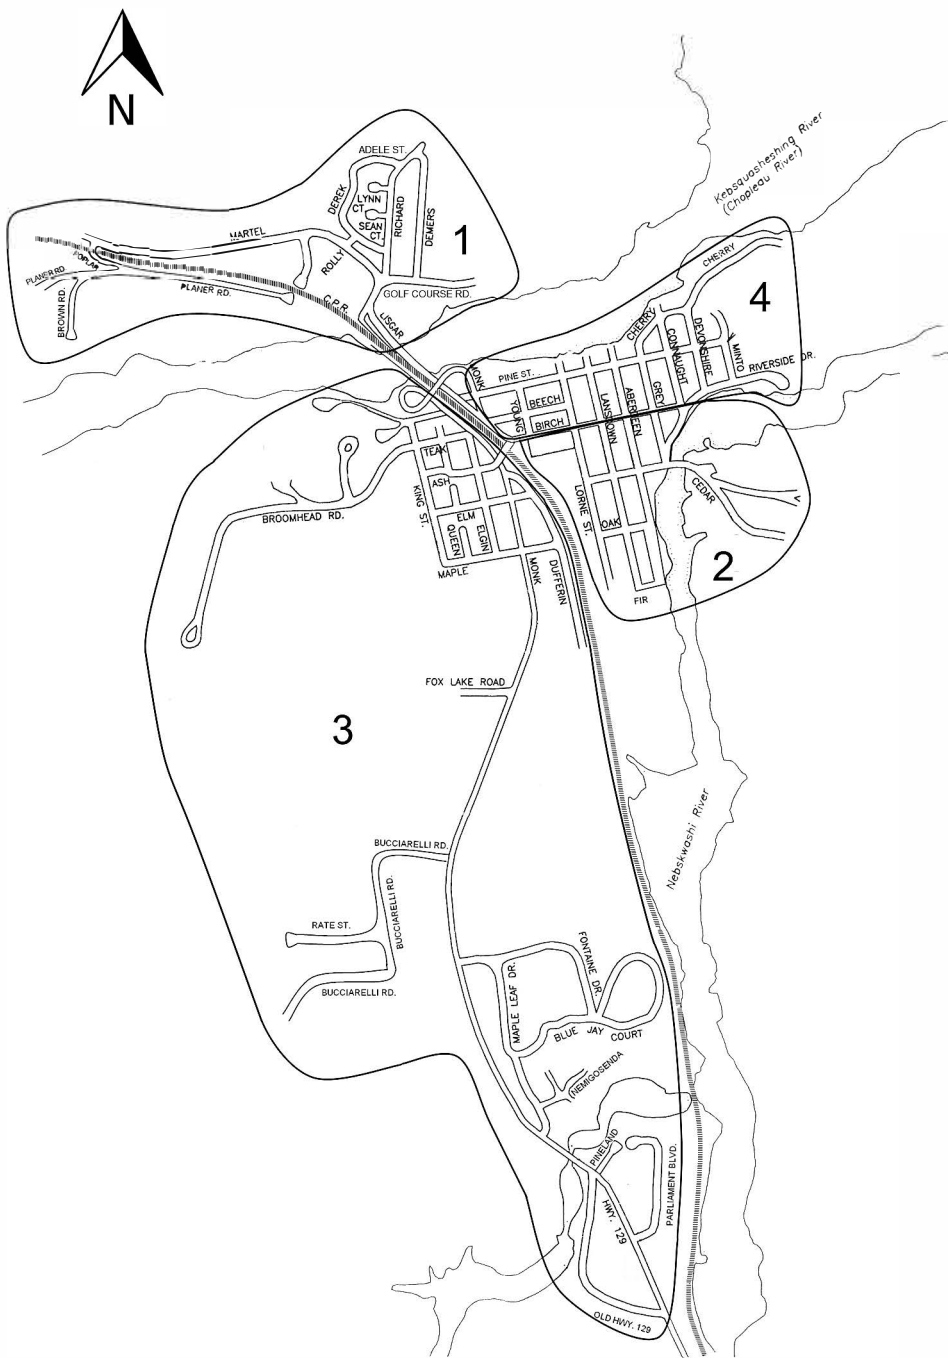 N
Kebsquasheshing River
(Chapleau River)
ADELE ST.
DEREK
LYNN
CT.
SEAN
CT.
RICHARD
DEMERS
1
MARTEL
ROLLY
POPLAR
PLANER RD.
PLANER RD.
BROWN RD.
C.P.R.
GOLF COURSE RD.
LISGAR
CHERRY
4
CHERRY
CONNAUGHT
DEVONSHIRE
MINTO
RIVERSIDE DR.
MONK
PINE ST.
YOUNG
BEECH
BIRCH
LANSDOWN
ABERDEEN
GREY
TEAK
ASH
KING ST.
ELM
QUEEN
ELGIN
MAPLE
MONK
DUFFERIN
BROOMHEAD RD.
LORNE ST.
OAK
FIR
CEDAR
2
FOX LAKE ROAD
3
Nebskwashi River
BUCCIARELLI RD.
BUCCIARELLI RD.
RATE ST.
BUCCIARELLI RD.
MAPLE LEAF DR.
FONTAINE DR.
BLUE JAY COURT
(NEMIGOSENDA
PINELAND
PARLIAMENT BLVD.
HWY. 129
OLD HWY. 129